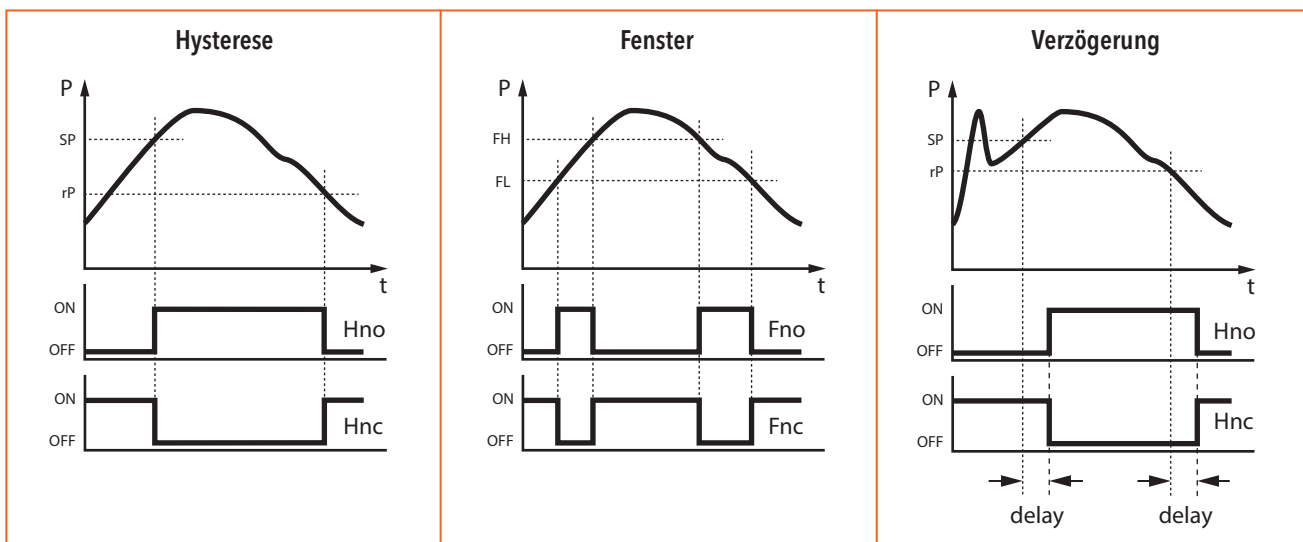 Hysterese
P
SP
rP
t
ON
OFF
Hno
ON
OFF
Hnc
Fenster
P
FH
FL
t
ON
OFF
Fno
ON
OFF
Fnc
Verzögerung
P
SP
rP
t
ON
OFF
Hno
ON
OFF
Hnc
delay delay